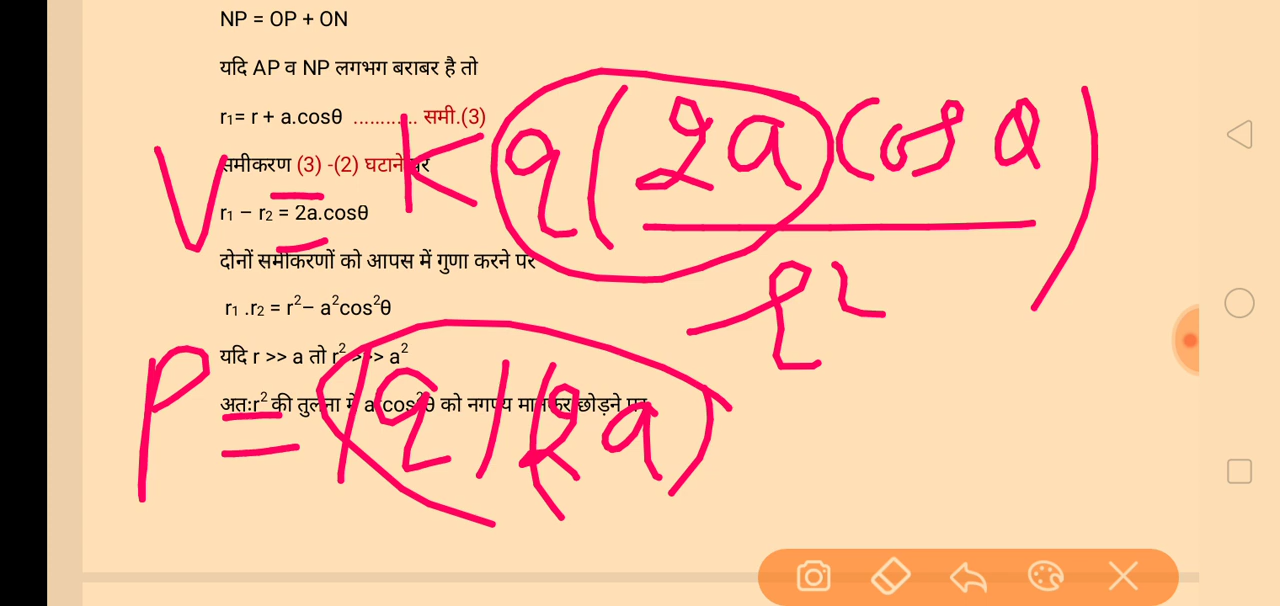 NP = OP + ON
यदि AP व NP लगभग बराबर है तो
r₁= r + a.cosθ ........... समी.(3)
समीकरण (3) -(2) घटाने पर
r₁ − r₂ = 2a.cosθ
दोनों समीकरणों को आपस में गुणा करने पर
r₁ .r₂ = r²− a²cos²θ
यदि r >> a तो r² >>> a²
अतः r² की तुलना मे a²cos²θ को नगण्य मानकर छोड़ने पर
V = K q (2a(cos θ)
r²
P = |q|(2a)